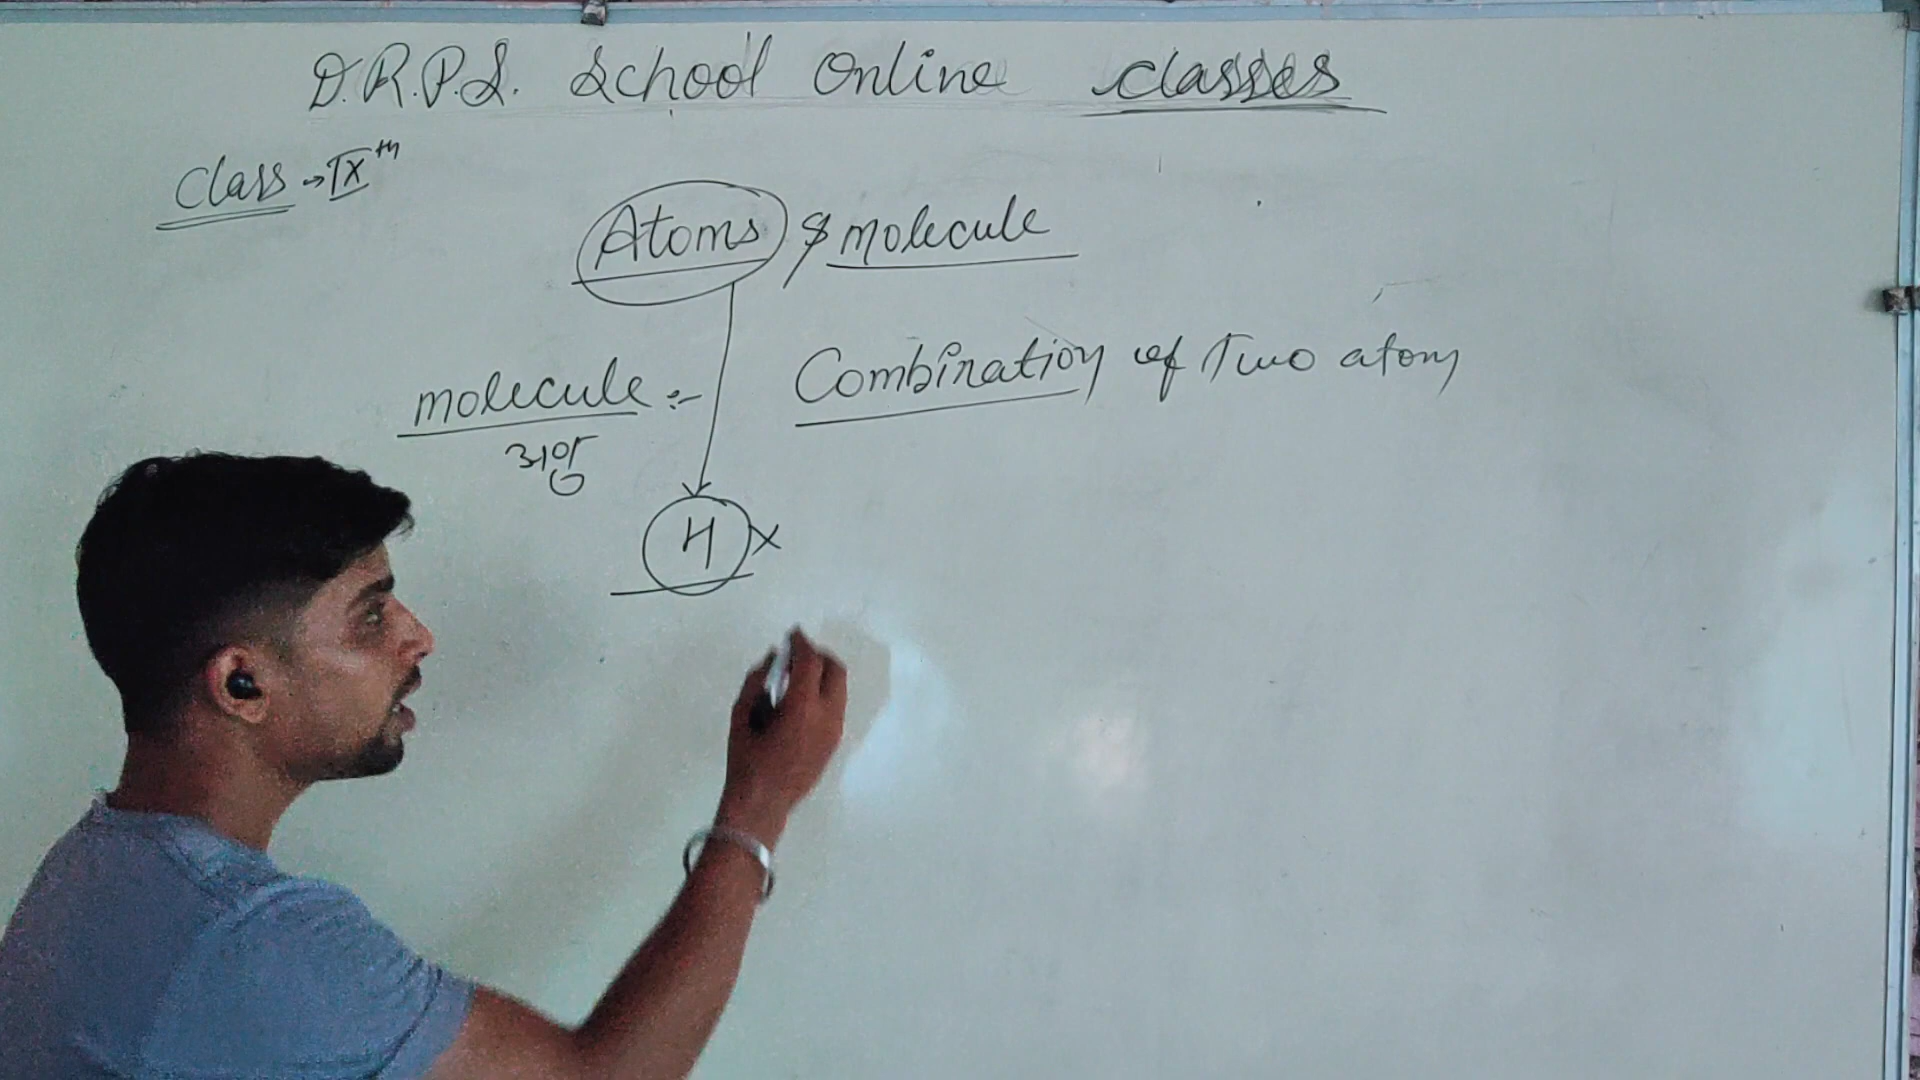 D.R.P.S. School Online classes
Class → IXth
Atoms & molecule
molecule :- Combination of Two atom
अणु
H x